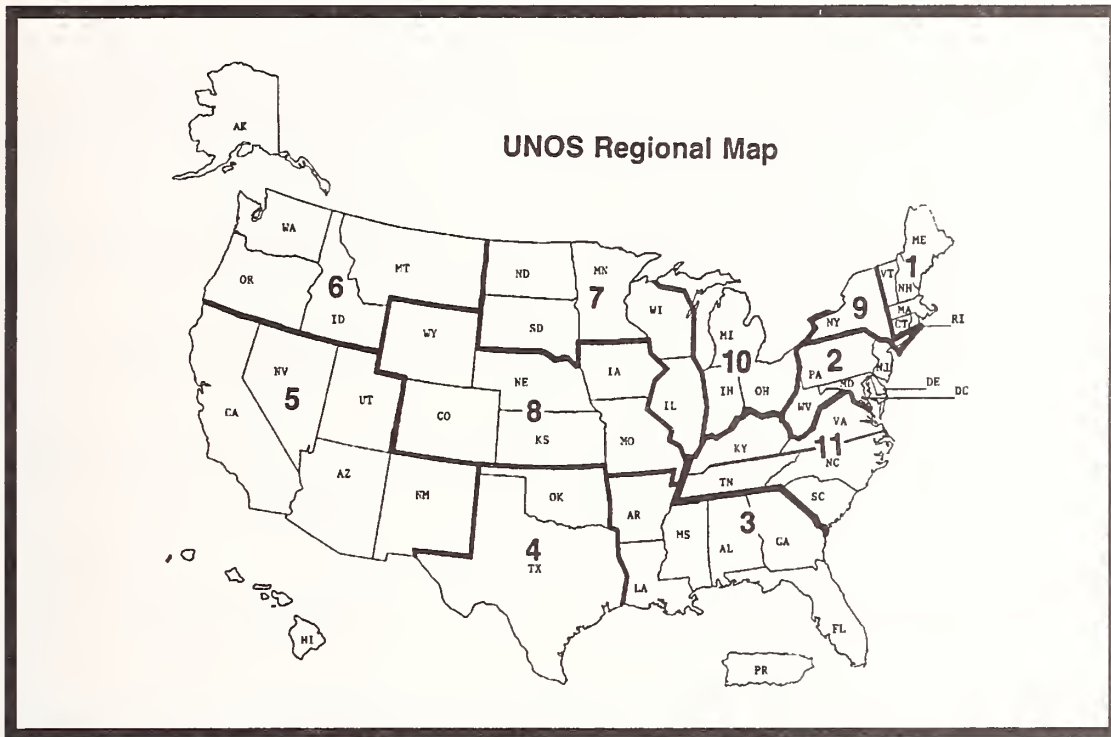 UNOS Regional Map
AK
WA
OR
MT
ID
6
ND
SD
MN
7
WI
MI
10
IH
OH
ME
1
VT
NH
MA
CT
RI
9
NY
2
PA
NJ
MD
DE
DC
WV
VA
WY
NV
5
CA
UT
AZ
NM
CO
NE
8
KS
IA
MO
IL
KY
11
NC
TN
SC
OK
4
TX
AR
LA
MS
AL
3
GA
FL
HI
PR